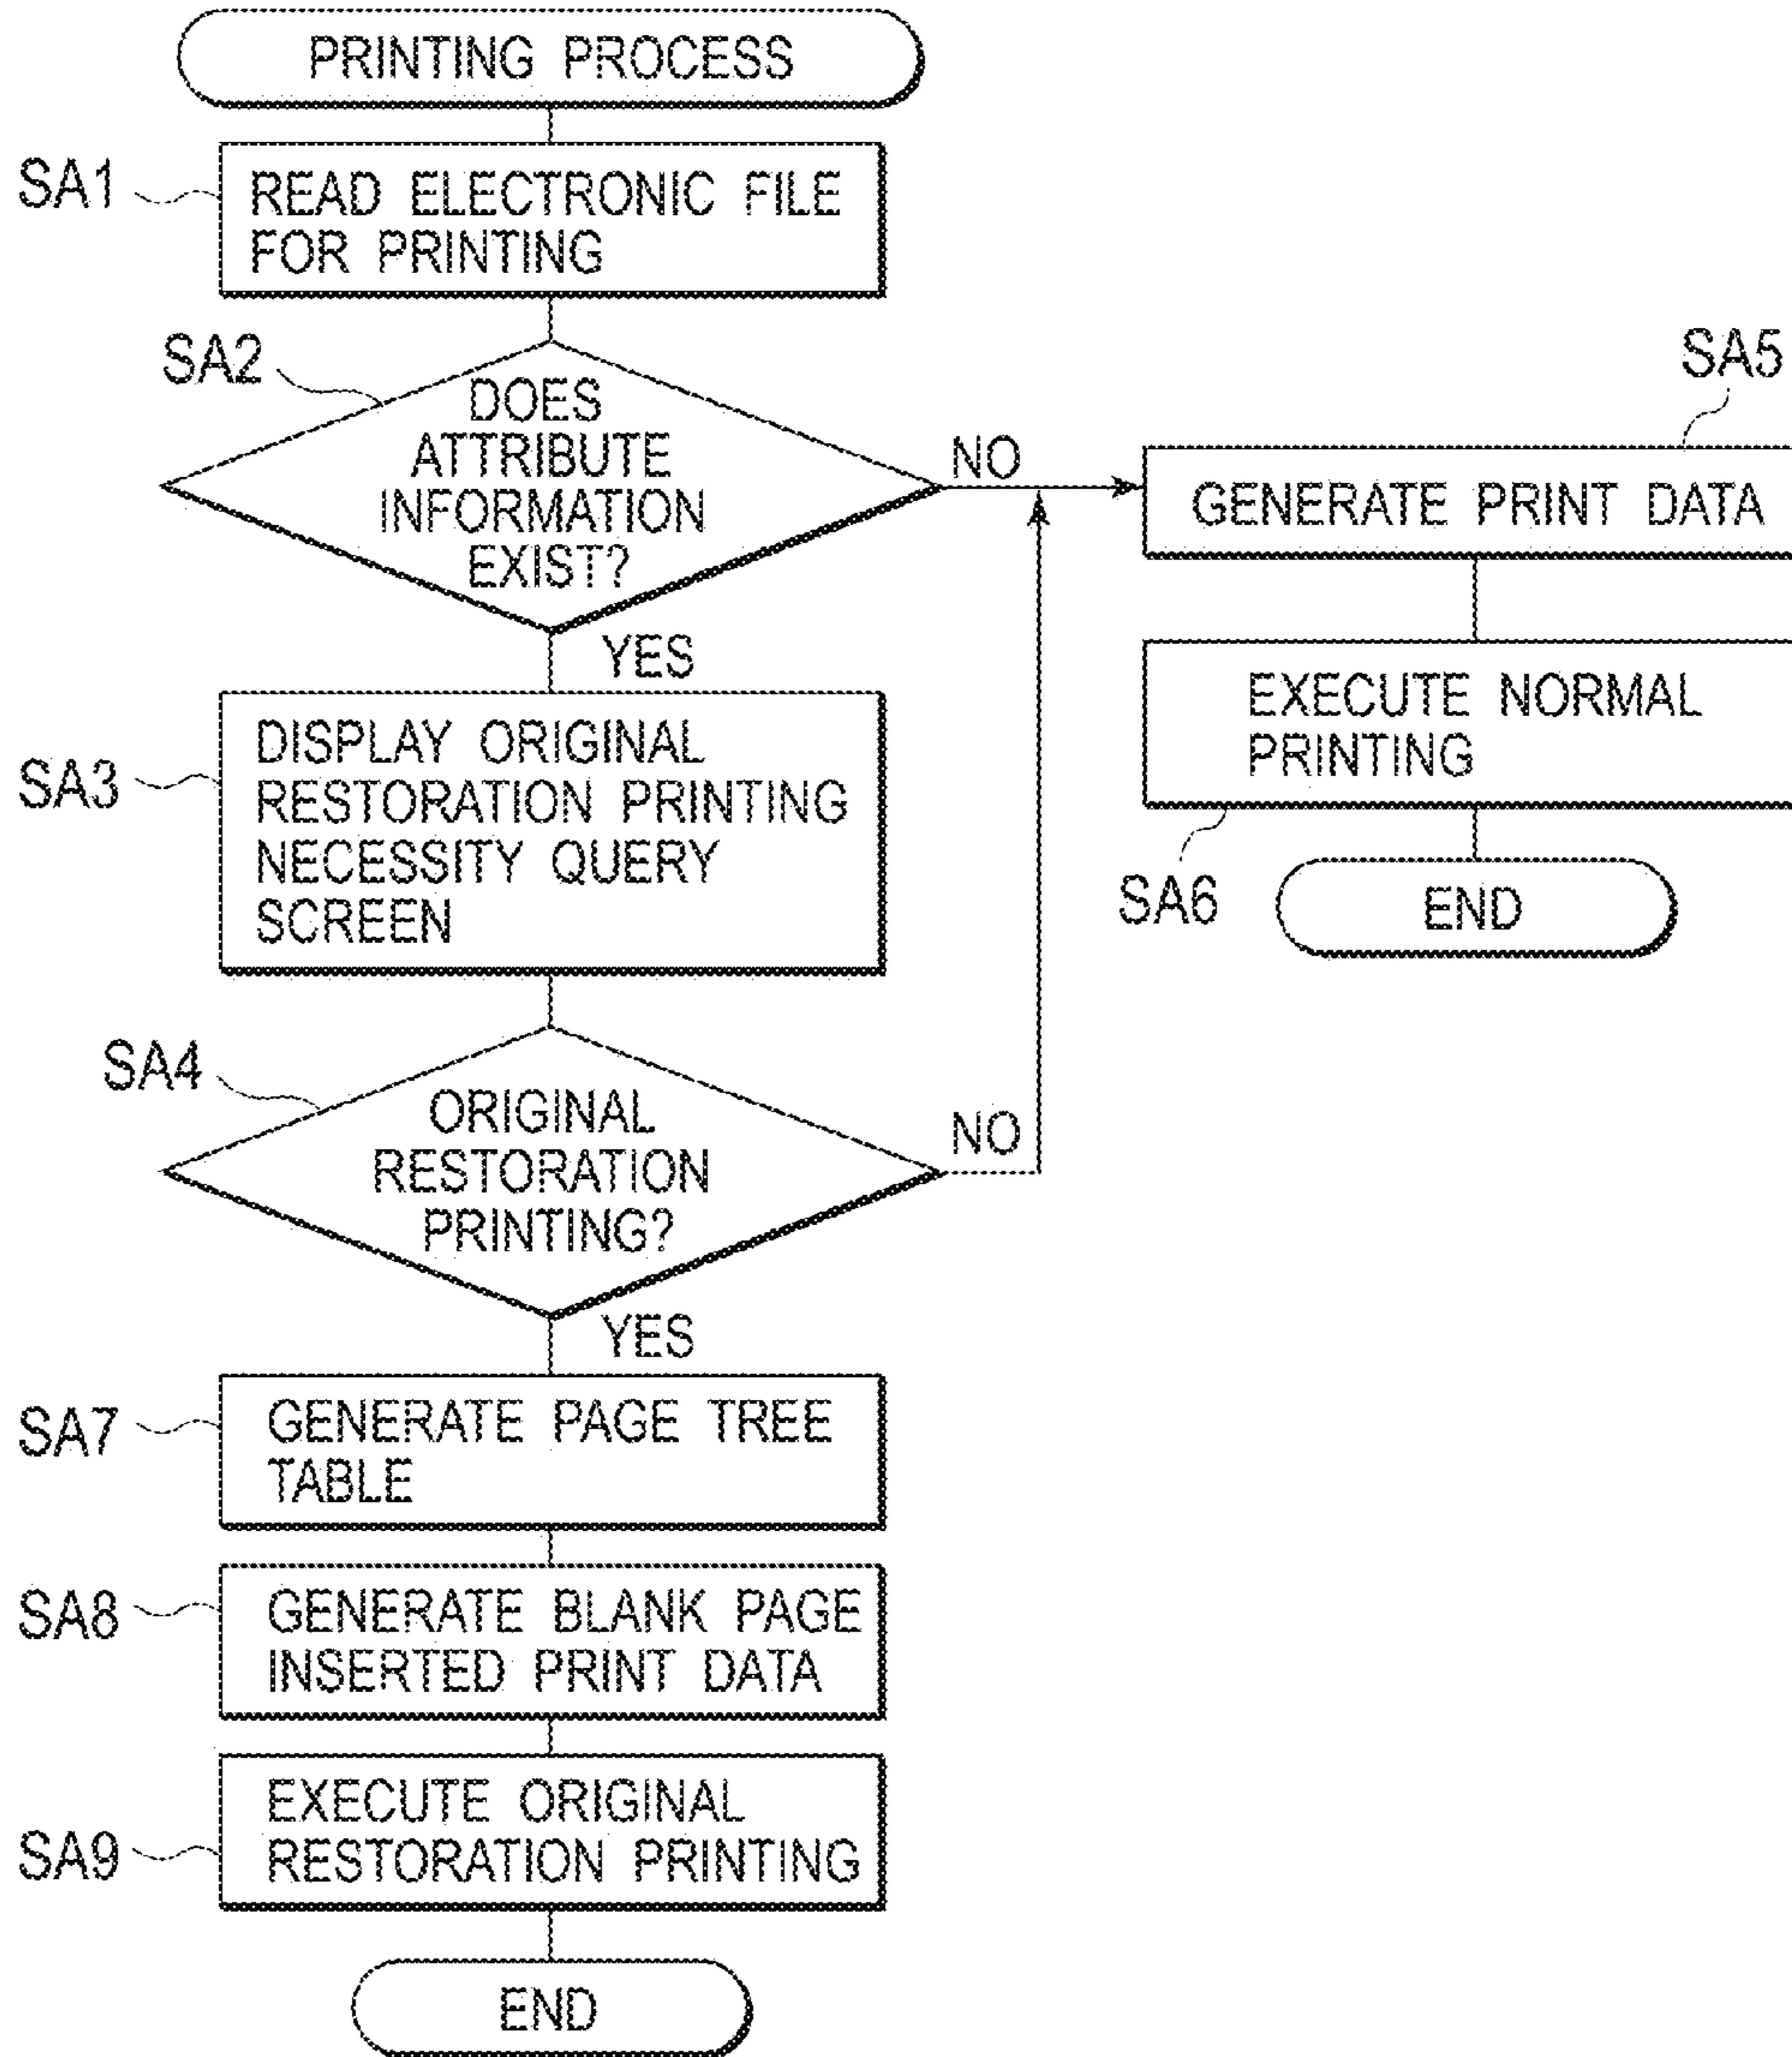 PRINTING PROCESS
SA1
READ ELECTRONIC FILE
FOR PRINTING
SA2
DOES
ATTRIBUTE
INFORMATION
EXIST?
NO
YES
SA5
GENERATE PRINT DATA
EXECUTE NORMAL
PRINTING
SA6
END
SA3
DISPLAY ORIGINAL
RESTORATION PRINTING
NECESSITY QUERY
SCREEN
SA4
ORIGINAL
RESTORATION
PRINTING?
NO
YES
SA7
GENERATE PAGE TREE
TABLE
SA8
GENERATE BLANK PAGE
INSERTED PRINT DATA
SA9
EXECUTE ORIGINAL
RESTORATION PRINTING
END